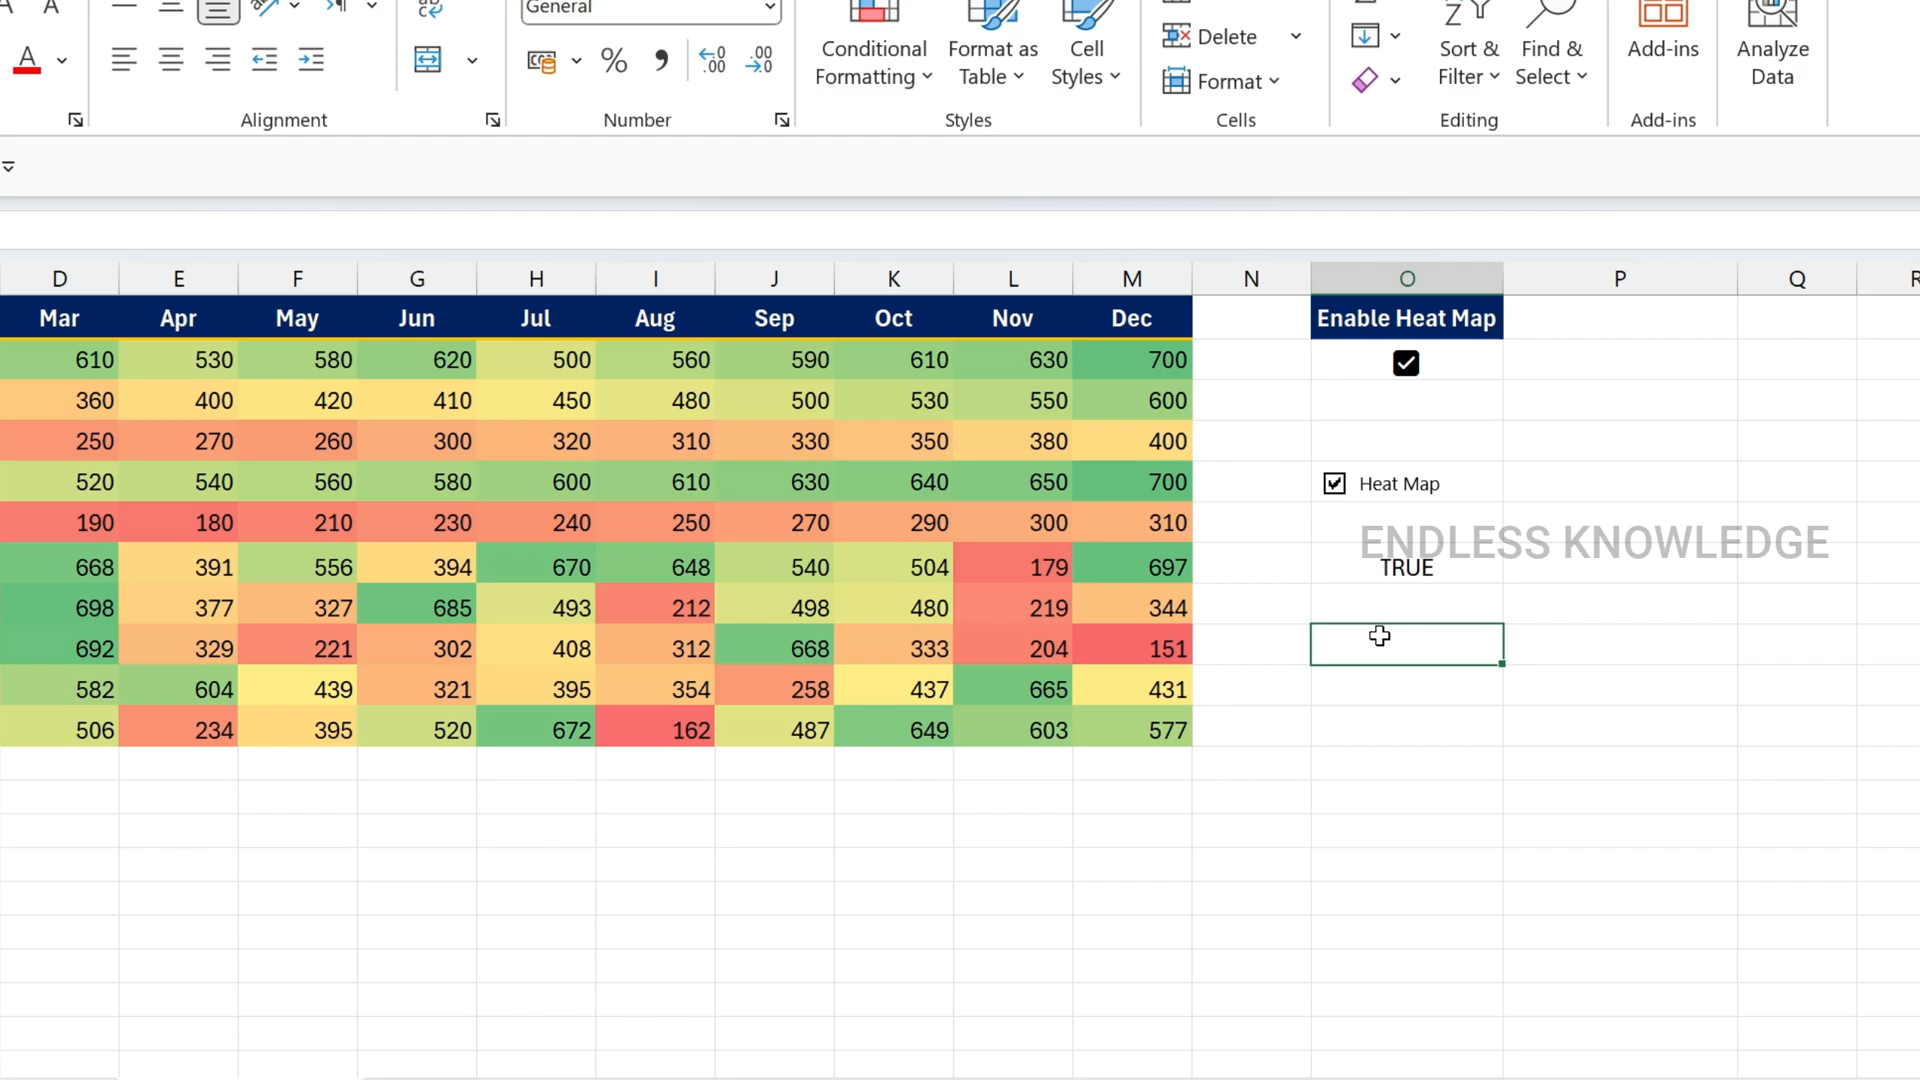 General
Conditional
Formatting
Format as
Table
Cell
Styles
Delete
Format
Sort &
Filter
Find &
Select
Add-ins
Analyze
Data
Alignment
Number
Styles
Cells
Editing
Add-ins
D E F G H I J K L M N O P Q R
Mar Apr May Jun Jul Aug Sep Oct Nov Dec Enable Heat Map
610 530 580 620 500 560 590 610 630 700
360 400 420 410 450 480 500 530 550 600
250 270 260 300 320 310 330 350 380 400
520 540 560 580 600 610 630 640 650 700 Heat Map
190 180 210 230 240 250 270 290 300 310
ENDLESS KNOWLEDGE
668 391 556 394 670 648 540 504 179 697 TRUE
698 377 327 685 493 212 498 480 219 344
692 329 221 302 408 312 668 333 204 151
582 604 439 321 395 354 258 437 665 431
506 234 395 520 672 162 487 649 603 577